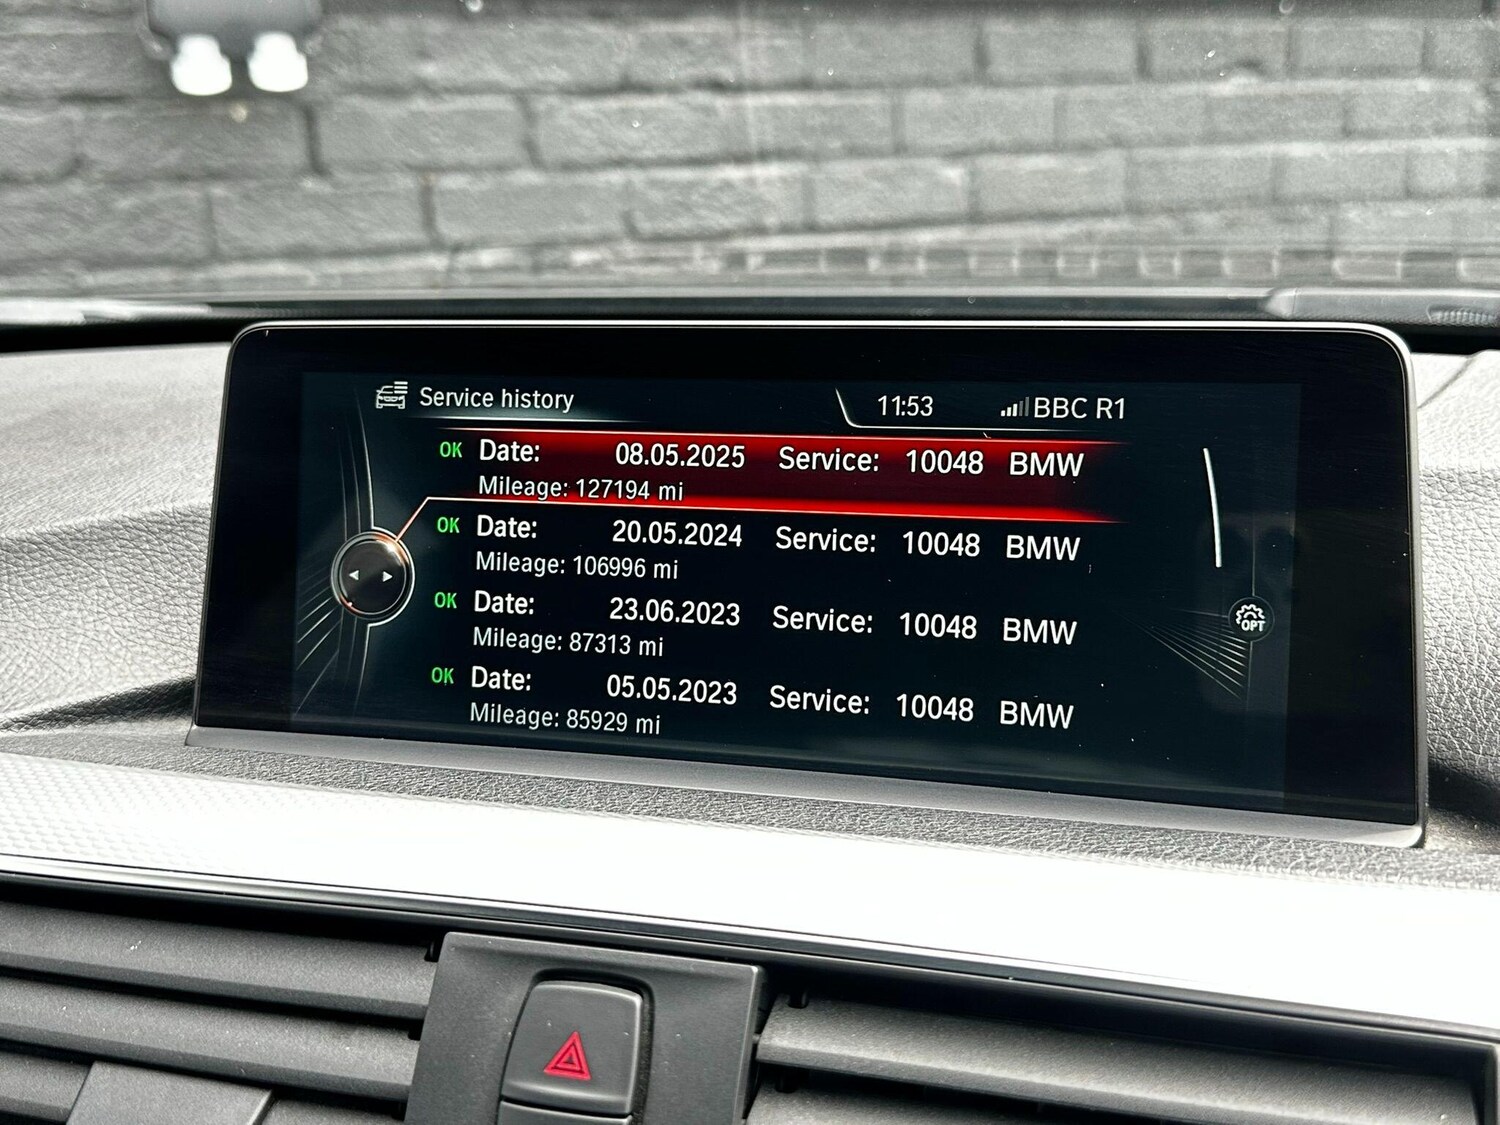 Service history 11:53 BBC R1
OK Date: 08.05.2025 Service: 10048 BMW
Mileage: 127194 mi
OK Date: 20.05.2024 Service: 10048 BMW
Mileage: 106996 mi
OK Date: 23.06.2023 Service: 10048 BMW
Mileage: 87313 mi
OK Date: 05.05.2023 Service: 10048 BMW
Mileage: 85929 mi
OPT